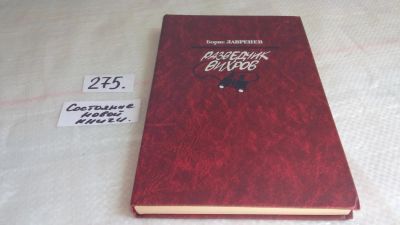 275.
Состояние
новой
книги.
Борис ЛАВРЕНЕВ
РАЗВЕДЧИК
ВИХРОВ